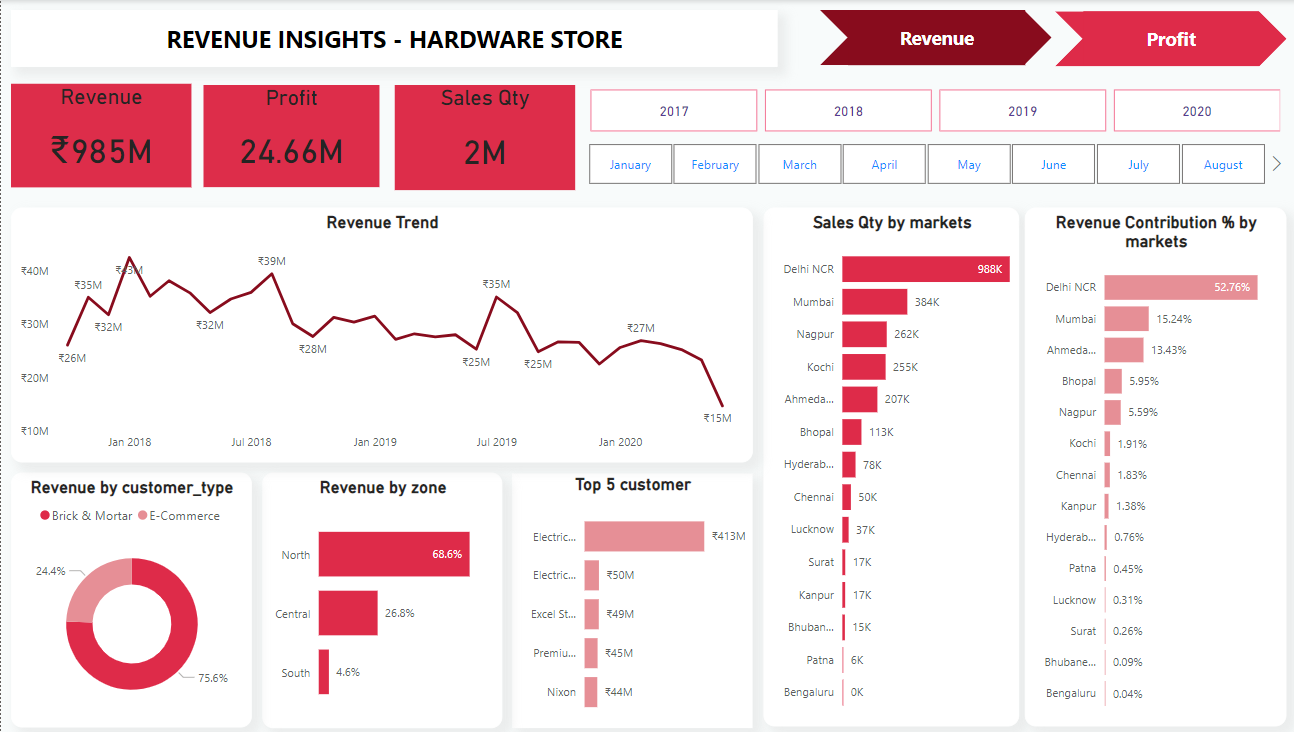 REVENUE INSIGHTS - HARDWARE STORE
Revenue
Profit
Revenue
₹985M
Profit
24.66M
Sales Qty
2M
2017
2018
2019
2020
January
February
March
April
May
June
July
August
Revenue Trend
₹40M
₹30M
₹20M
₹10M
₹26M
₹35M
₹32M
₹43M
₹32M
₹39M
₹28M
₹25M
₹35M
₹25M
₹27M
₹15M
Jan 2018
Jul 2018
Jan 2019
Jul 2019
Jan 2020
Revenue by customer_type
Brick & Mortar
E-Commerce
24.4%
75.6%
Revenue by zone
North 68.6%
Central 26.8%
South 4.6%
Top 5 customer
Electric... ₹413M
Electric... ₹50M
Excel St... ₹49M
Premiu... ₹45M
Nixon ₹44M
Sales Qty by markets
Delhi NCR 988K
Mumbai 384K
Nagpur 262K
Kochi 255K
Ahmeda... 207K
Bhopal 113K
Hyderab... 78K
Chennai 50K
Lucknow 37K
Surat 17K
Kanpur 17K
Bhuban... 15K
Patna 6K
Bengaluru 0K
Revenue Contribution % by
markets
Delhi NCR 52.76%
Mumbai 15.24%
Ahmeda... 13.43%
Bhopal 5.95%
Nagpur 5.59%
Kochi 1.91%
Chennai 1.83%
Kanpur 1.38%
Hyderab... 0.76%
Patna 0.45%
Lucknow 0.31%
Surat 0.26%
Bhubane... 0.09%
Bengaluru 0.04%